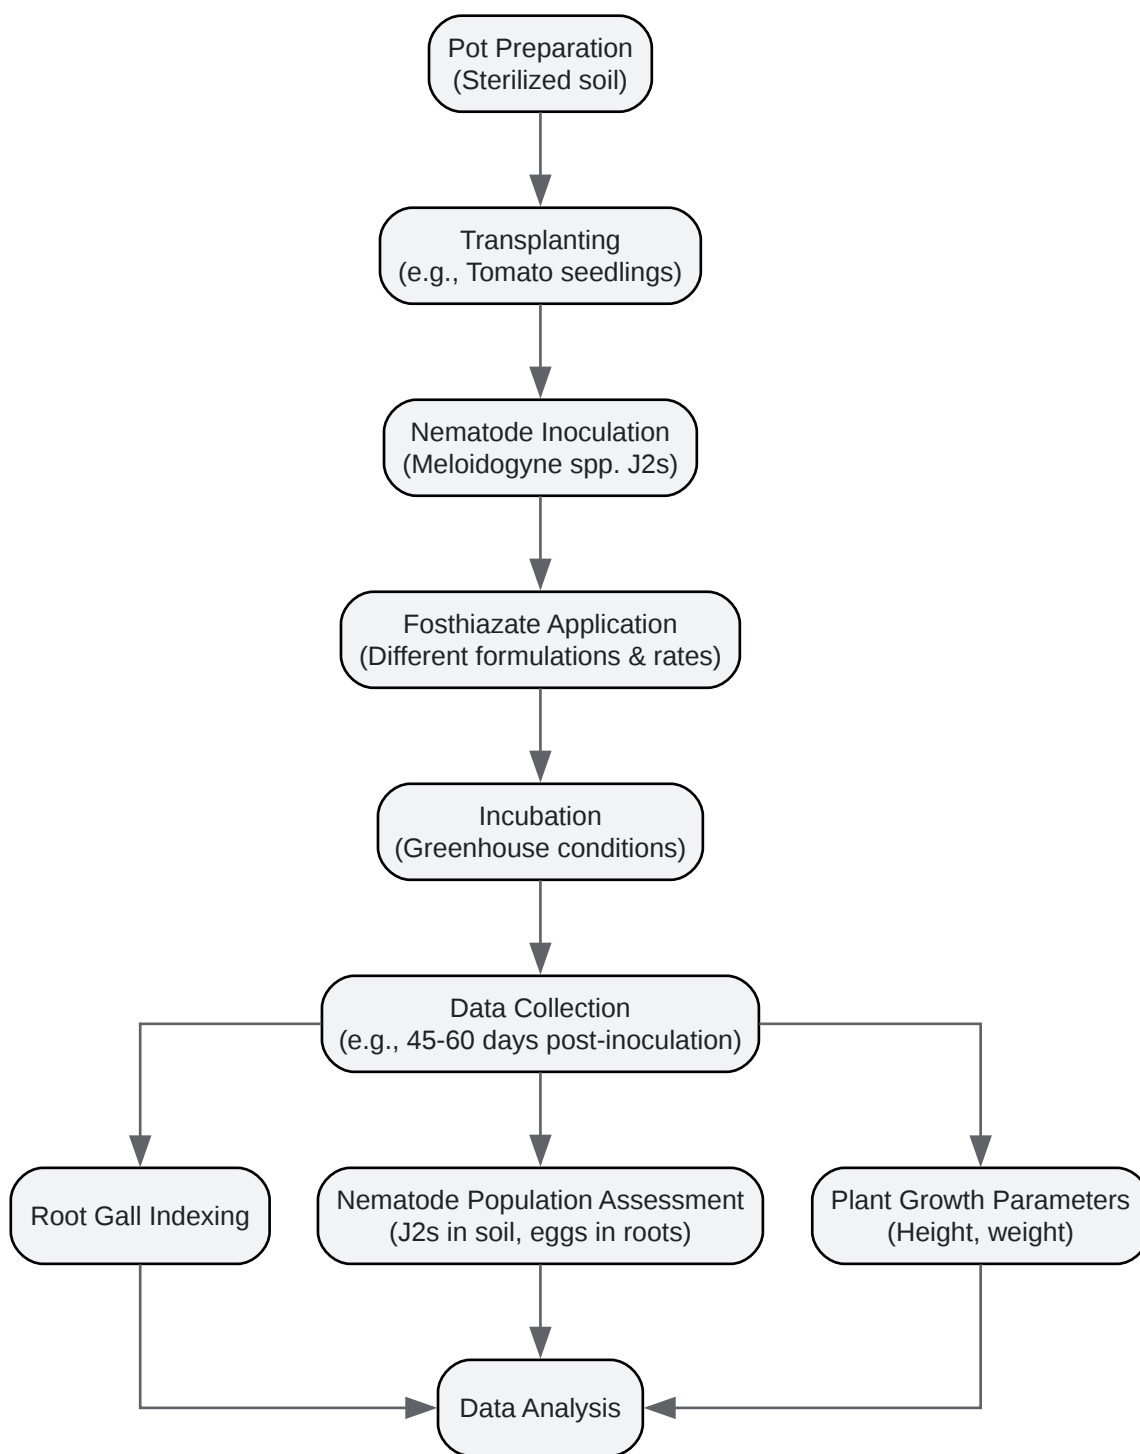 Pot Preparation
(Sterilized soil)
Transplanting
(e.g., Tomato seedlings)
Nematode Inoculation
(Meloidogyne spp. J2s)
Fosthiazate Application
(Different formulations & rates)
Incubation
(Greenhouse conditions)
Data Collection
(e.g., 45-60 days post-inoculation)
Root Gall Indexing
Nematode Population Assessment
(J2s in soil, eggs in roots)
Plant Growth Parameters
(Height, weight)
Data Analysis